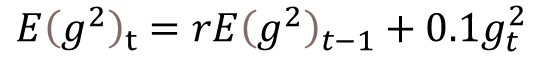 E(g²)ₜ = rE(g²)ₜ₋₁ + 0.1gₜ²